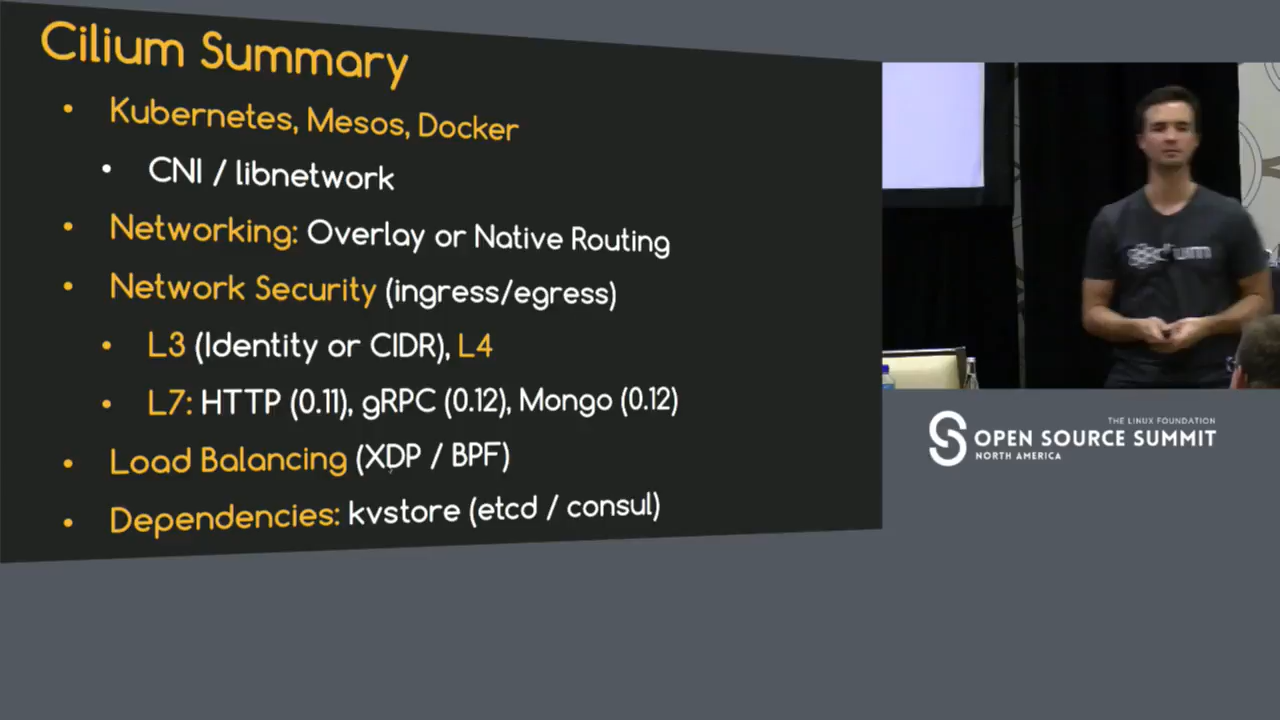 Cilium Summary
• Kubernetes, Mesos, Docker
• CNI / libnetwork
• Networking: Overlay or Native Routing
• Network Security (ingress/egress)
• L3 (Identity or CIDR), L4
• L7: HTTP (0.11), gRPC (0.12), Mongo (0.12)
• Load Balancing (XDP / BPF)
• Dependencies: kvstore (etcd / consul)
cilium
THE LINUX FOUNDATION
OPEN SOURCE SUMMIT
NORTH AMERICA